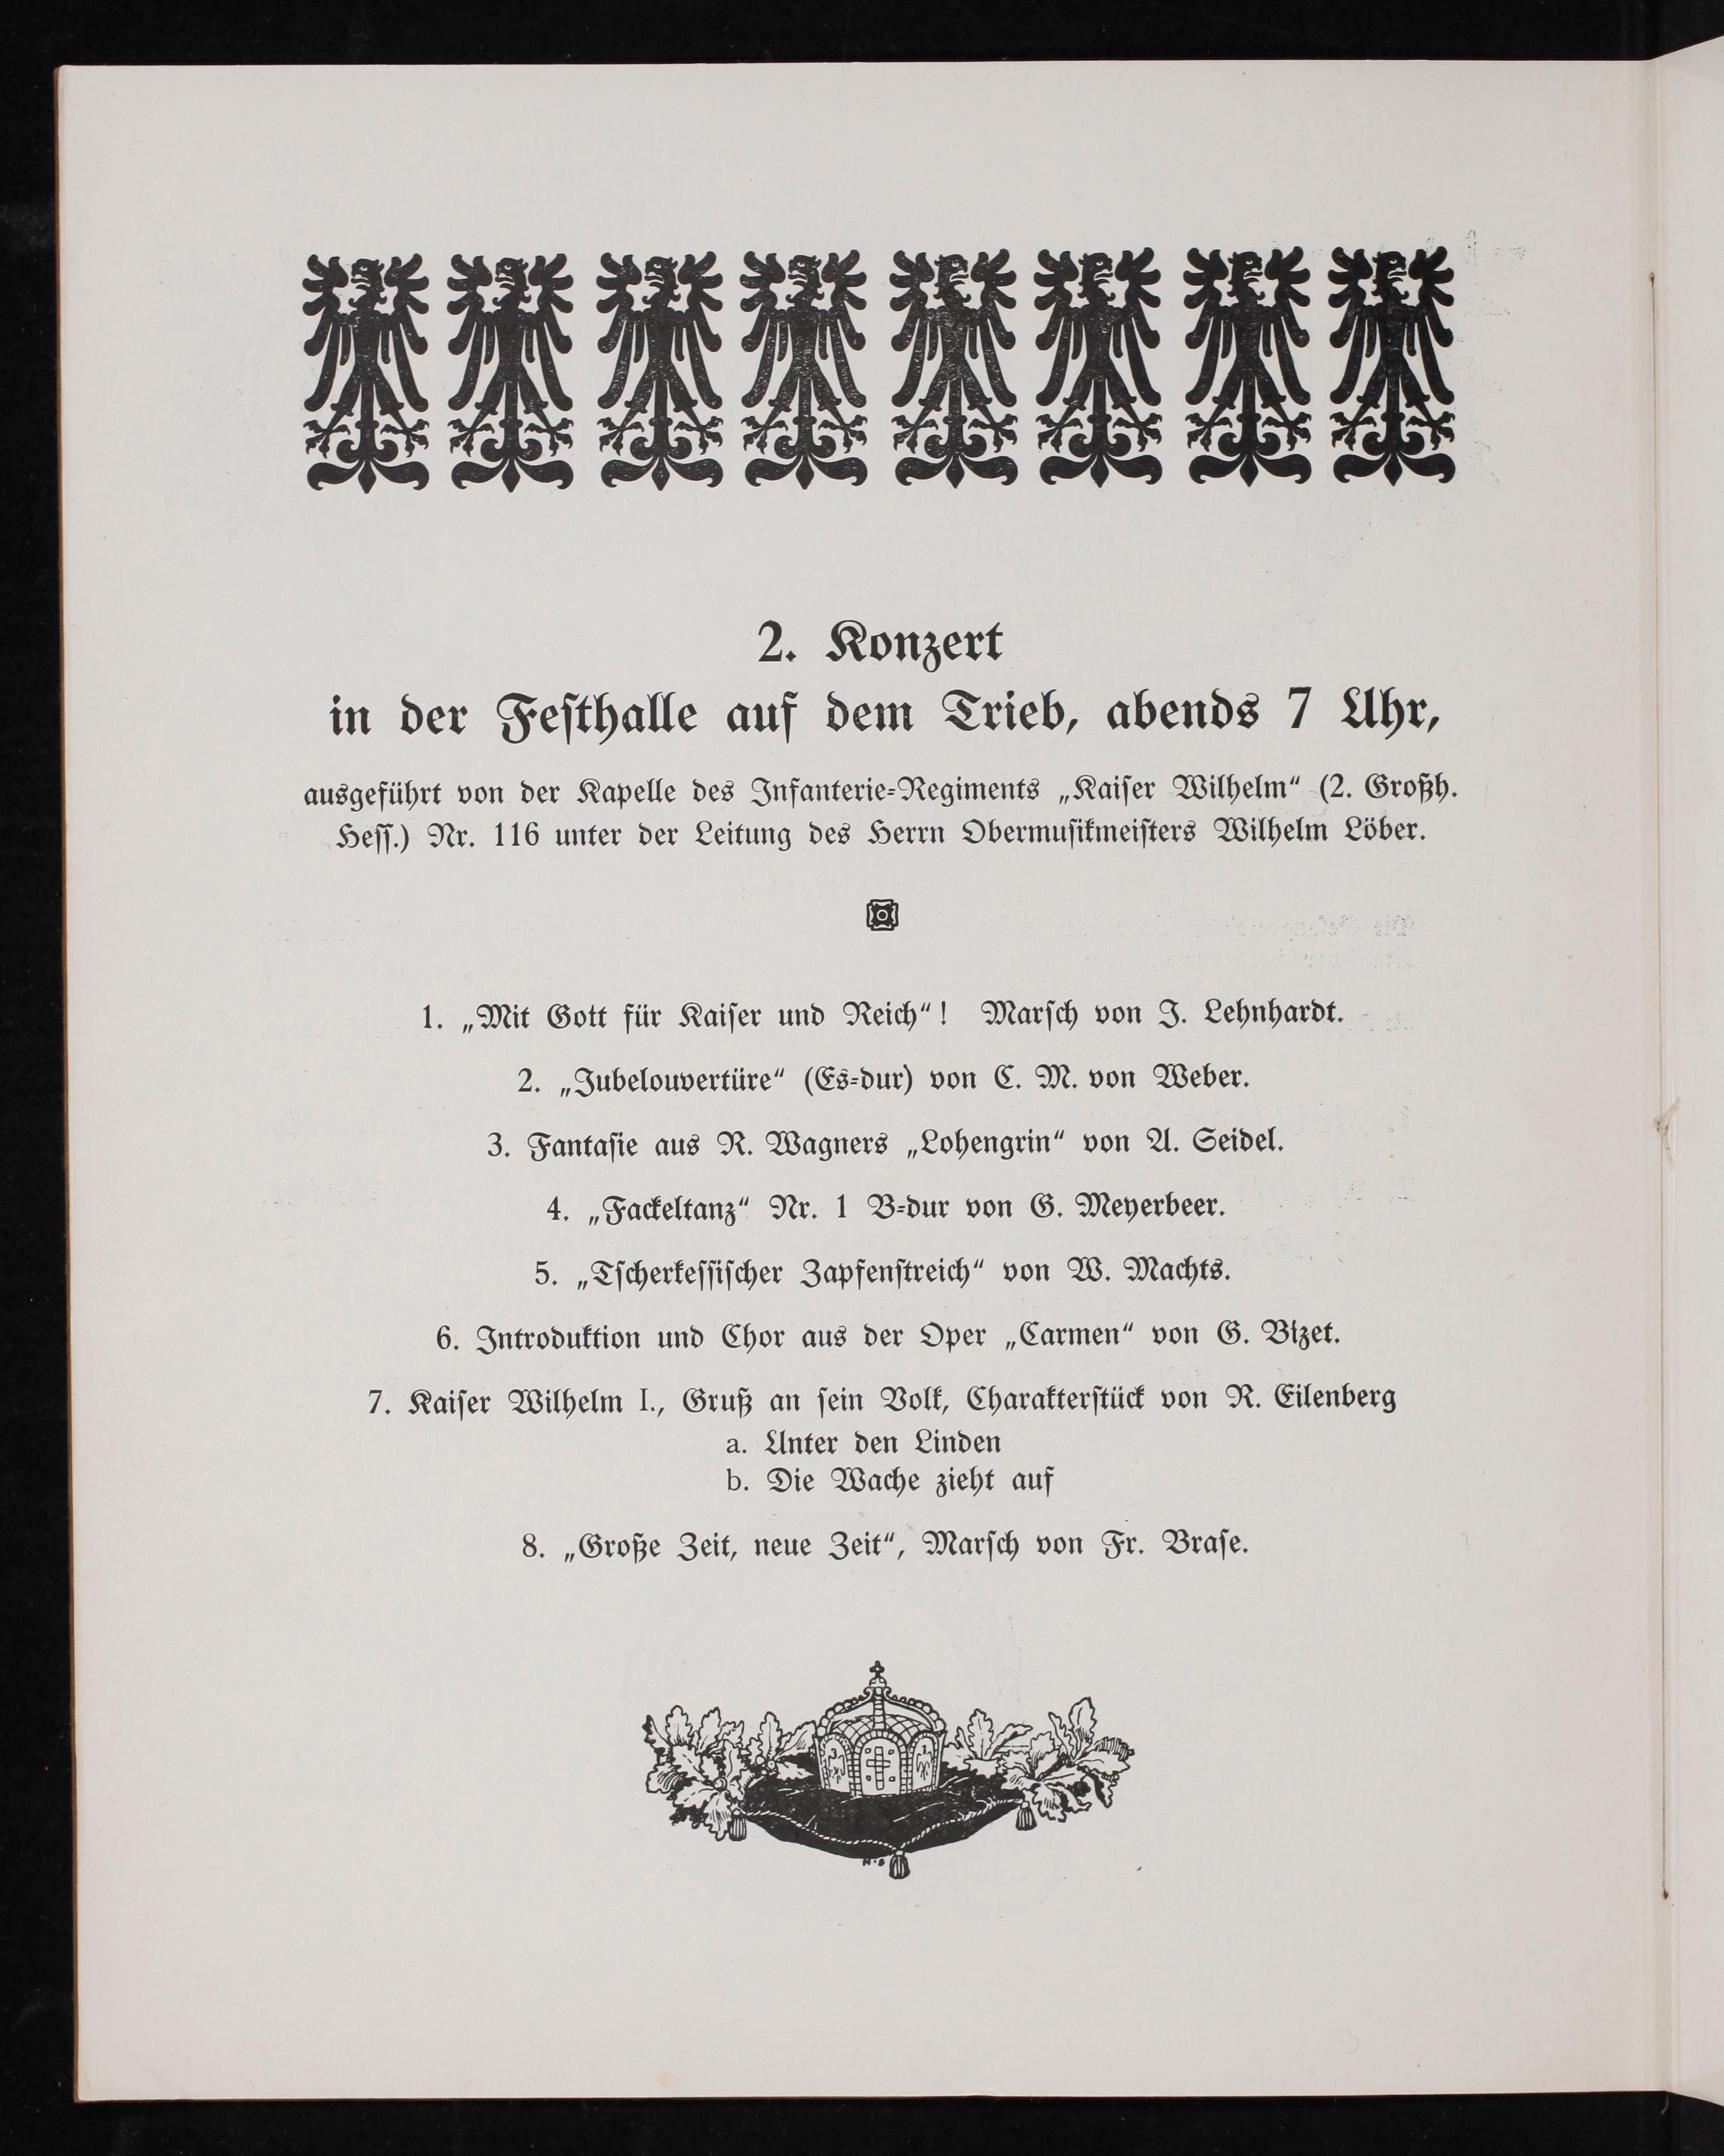 2. Konzert
in der Festhalle auf dem Trieb, abends 7 Uhr,
ausgeführt von der Kapelle des Infanterie-Regiments „Kaiser Wilhelm“ (2. Großh.
Hess.) Nr. 116 unter der Leitung des Herrn Obermusikmeisters Wilhelm Löber.
1. „Mit Gott für Kaiser und Reich“! Marsch von J. Lehnhardt.
2. „Jubelouvertüre“ (Es-dur) von C. M. von Weber.
3. Fantasie aus R. Wagners „Lohengrin“ von A. Seidel.
4. „Fackeltanz“ Nr. 1 B-dur von G. Meyerbeer.
5. „Tscherkessischer Zapfenstreich“ von W. Machts.
6. Introduktion und Chor aus der Oper „Carmen“ von G. Bizet.
7. Kaiser Wilhelm I., Gruß an sein Volk, Charakterstück von R. Eilenberg
a. Unter den Linden
b. Die Wache zieht auf
8. „Große Zeit, neue Zeit“, Marsch von Fr. Brase.